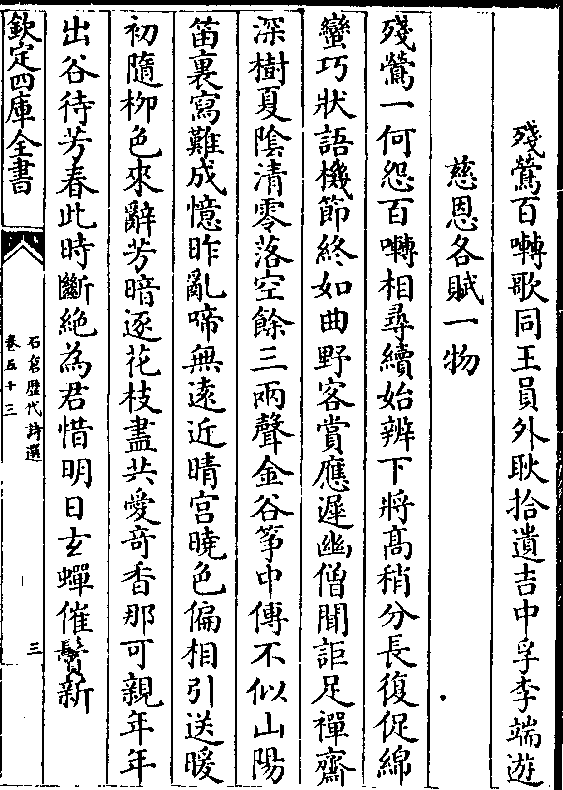 殘鶯百囀歌同王員外耿拾遺吉中孚李端遊
慈恩各賦一物
殘鶯一何怨百囀相尋續始辨下將高稍分長復促綿
蠻巧狀語機節終如曲野客賞應遲幽僧聞詎足禪齋
深樹夏陰清零落空餘三兩聲金谷筝中傳不似山陽
笛裏寫難成憶昨亂啼無遠近晴宮曉色偏相引送暖
初隨柳色來辭芳暗逐花枝盡共愛奇香那可親年年
出谷待芳春此時斷絶為君惜明日玄蟬催鬢新
欽定四庫全書
石倉歷代詩選
卷五十三
三